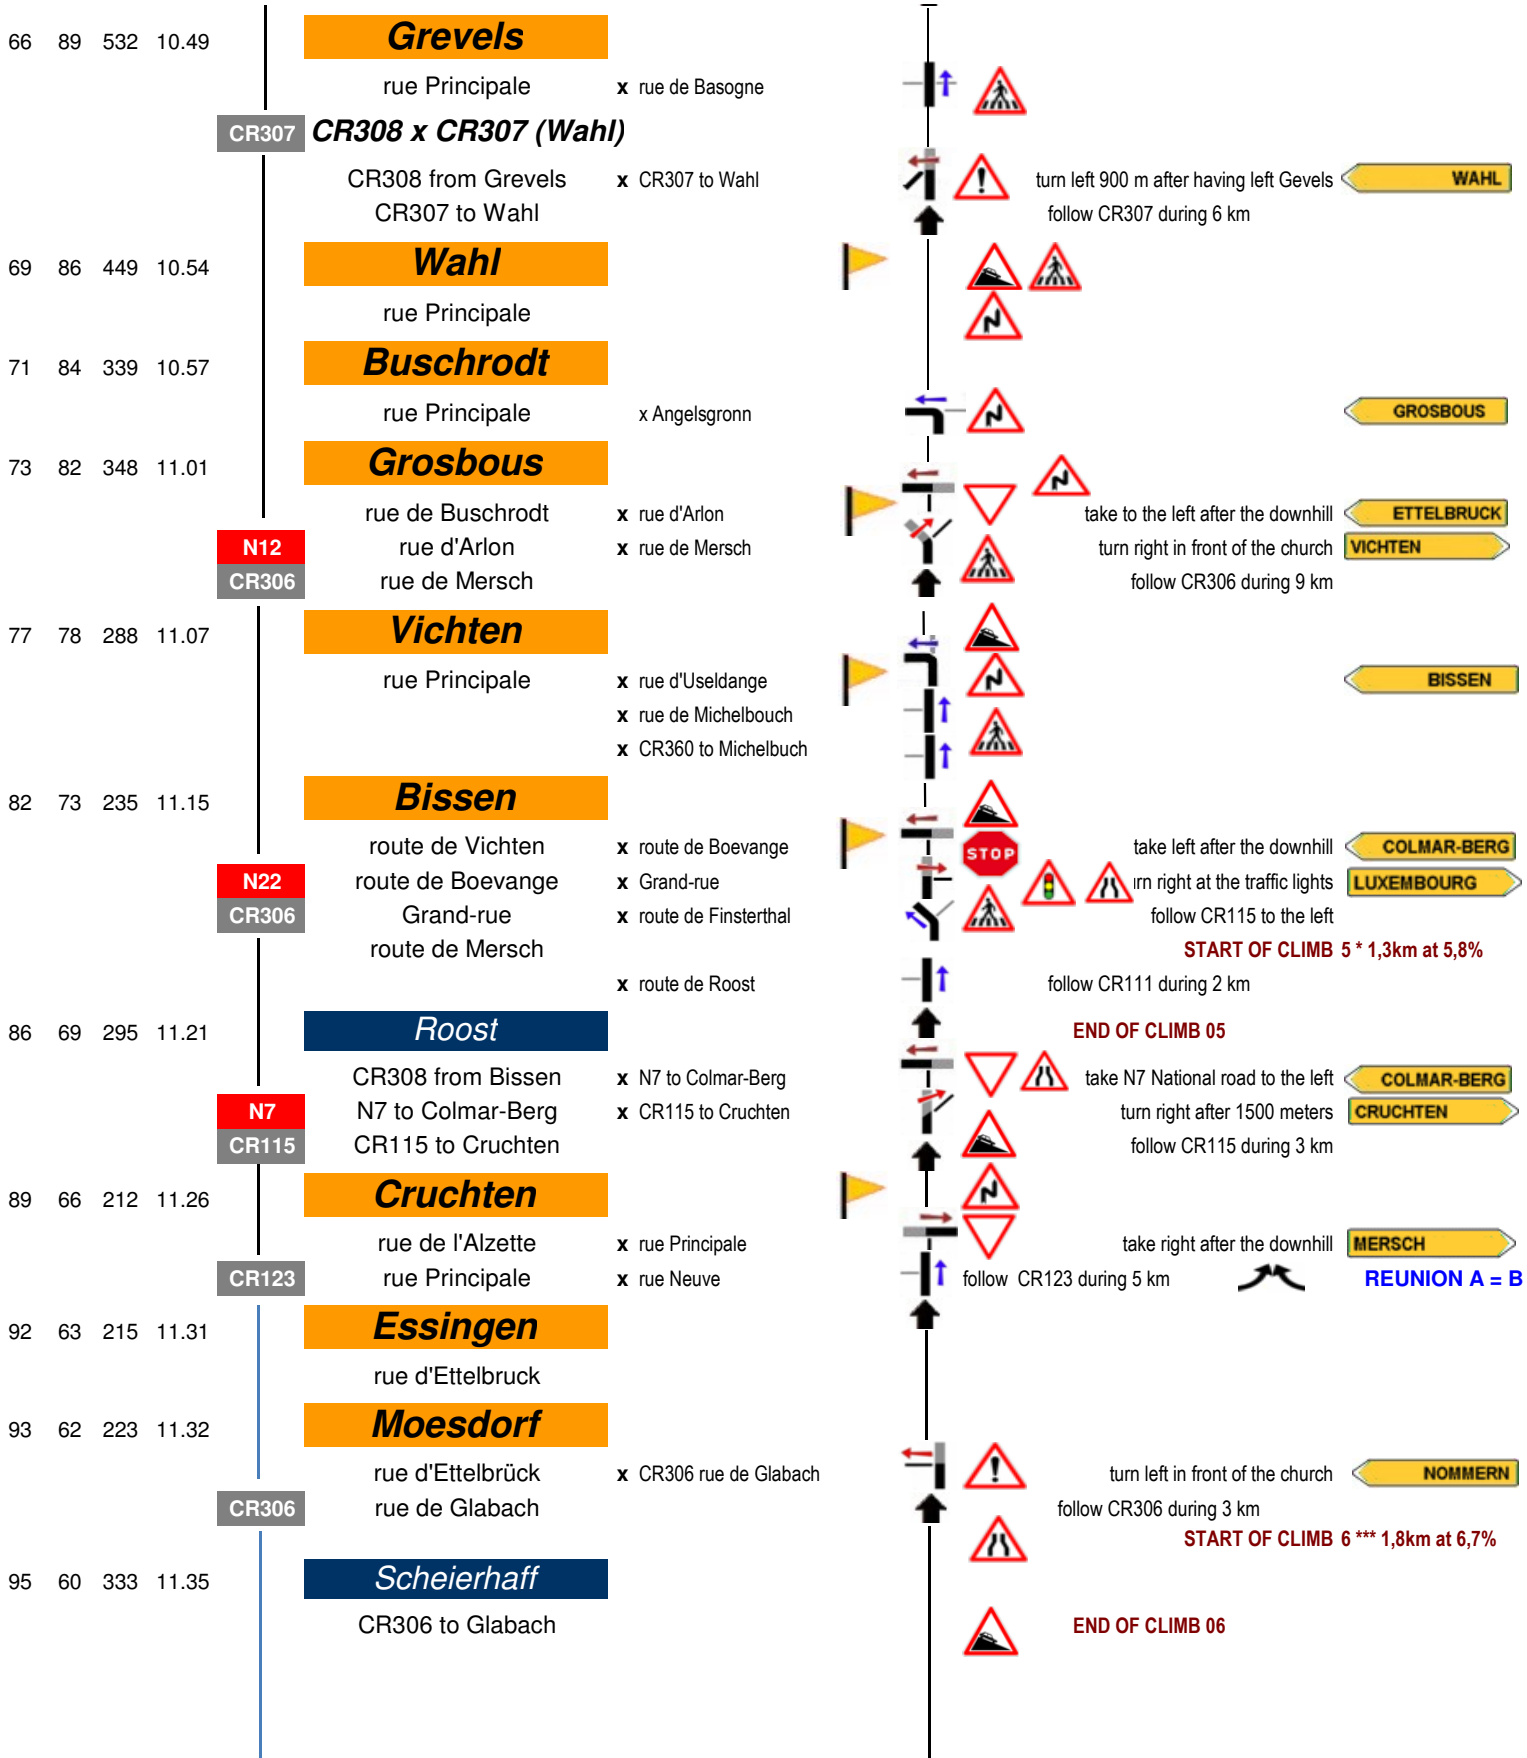 66 89 532 10.49 Grevels
rue Principale x rue de Basogne
CR307 CR308 x CR307 (Wahl)
CR308 from Grevels x CR307 to Wahl turn left 900 m after having left Gevels WAHL
CR307 to Wahl follow CR307 during 6 km
69 86 449 10.54 Wahl
rue Principale
71 84 339 10.57 Buschrodt
rue Principale x Angelsgronn GROSBOUS
73 82 348 11.01 Grosbous
rue de Buschrodt x rue d'Arlon take to the left after the downhill ETTELBRUCK
N12 rue d'Arlon x rue de Mersch turn right in front of the church VICHTEN
CR306 rue de Mersch follow CR306 during 9 km
77 78 288 11.07 Vichten
rue Principale x rue d'Useldange BISSEN
x rue de Michelbouch
x CR360 to Michelbuch
82 73 235 11.15 Bissen
route de Vichten x route de Boevange STOP take left after the downhill COLMAR-BERG
N22 route de Boevange x Grand-rue rn right at the traffic lights LUXEMBOURG
CR306 Grand-rue x route de Finsterthal follow CR115 to the left
route de Mersch START OF CLIMB 5 * 1,3km at 5,8%
x route de Roost follow CR111 during 2 km
86 69 295 11.21 Roost END OF CLIMB 05
CR308 from Bissen x N7 to Colmar-Berg take N7 National road to the left COLMAR-BERG
N7 N7 to Colmar-Berg x CR115 to Cruchten turn right after 1500 meters CRUCHTEN
CR115 CR115 to Cruchten follow CR115 during 3 km
89 66 212 11.26 Cruchten
rue de l'Alzette x rue Principale take right after the downhill MERSCH
CR123 rue Principale x rue Neuve follow CR123 during 5 km REUNION A = B
92 63 215 11.31 Essingen
rue d'Ettelbruck
93 62 223 11.32 Moesdorf
rue d'Ettelbrück x CR306 rue de Glabach turn left in front of the church NOMMERN
CR306 rue de Glabach follow CR306 during 3 km
START OF CLIMB 6 *** 1,8km at 6,7%
95 60 333 11.35 Scheierhaff
CR306 to Glabach END OF CLIMB 06